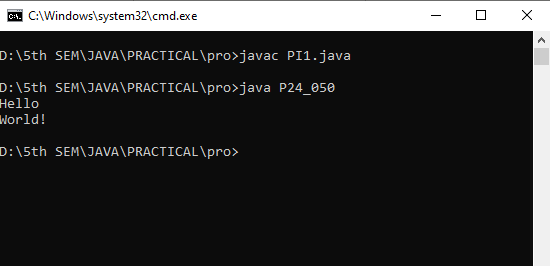 C:\Windows\system32\cmd.exe
D:\5th SEM\JAVA\PRACTICAL\pro>javac PI1.java
D:\5th SEM\JAVA\PRACTICAL\pro>java P24_050
Hello
World!
D:\5th SEM\JAVA\PRACTICAL\pro>